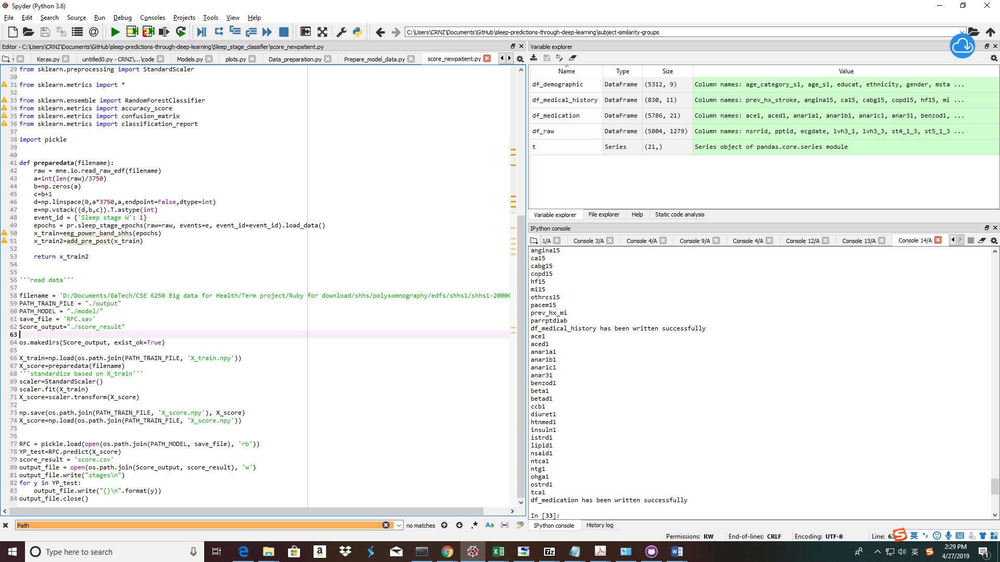 Spyder (Python 3.6)
File Edit Search Source Run Debug Consoles Projects Tools View Help
C:\Users\CRNZ\Documents\GitHub\sleep-predictions-through-deep-learning\subject-similarity-groups
Editor - C:\Users\CRNZ\Documents\GitHub\sleep-predictions-through-deep-learning\Sleep_stage_classifier\score_newpatient.py
Keras.py untitled0.py - CRNZ\...\code Models.py plots.py Data_preparation.py Prepare_model_data.py score_newpatient.py
29 from sklearn.preprocessing import StandardScaler
30
31 from sklearn.metrics import *
32
33 from sklearn.ensemble import RandomForestClassifier
34 from sklearn.metrics import accuracy_score
35 from sklearn.metrics import confusion_matrix
36 from sklearn.metrics import classification_report
37
38 import pickle
39
40
41 def preparedata(filename):
42     raw = mne.io.read_raw_edf(filename)
43     a=int(len(raw)/3750)
44     b=np.zeros(a)
45     c=b+1
46     d=np.linspace(0,a*3750,a,endpoint=False,dtype=int)
47     e=np.vstack((d,b,c)).T.astype(int)
48     event_id = {'Sleep stage W': 1}
49     epochs = pr.sleep_stage_epochs(raw=raw, events=e, event_id=event_id).load_data()
50     x_train=eeg_power_band_shhs(epochs)
51     x_train2=add_pre_post(x_train)
52
53     return x_train2
54
55
56 '''read data'''
57
58 filename = 'D:/Documents/GaTech/CSE 6250 Big data for Health/Term project/Ruby for download/shhs/polysomnography/edfs/shhs1/shhs1-20000
59 PATH_TRAIN_FILE = "./output"
60 PATH_MODEL = "./model/"
61 save_file = 'RFC.sav'
62 Score_output="./score_result"
63
64 os.makedirs(Score_output, exist_ok=True)
65
66 X_train=np.load(os.path.join(PATH_TRAIN_FILE, 'X_train.npy'))
67 X_score=preparedata(filename)
68 '''standardize based on X_train'''
69 scaler=StandardScaler()
70 scaler.fit(X_train)
71 X_score=scaler.transform(X_score)
72
73 np.save(os.path.join(PATH_TRAIN_FILE, 'X_score.npy'), X_score)
74 X_score=np.load(os.path.join(PATH_TRAIN_FILE, 'X_score.npy'))
75
76
77 RFC = pickle.load(open(os.path.join(PATH_MODEL, save_file), 'rb'))
78 YP_test=RFC.predict(X_score)
79 score_result = 'score.csv'
80 output_file = open(os.path.join(Score_output, score_result), 'w')
81 output_file.write("stages\n")
82 for y in YP_test:
83     output_file.write("{}\n".format(y))
84 output_file.close()
Path no matches .* Aa
Variable explorer
Name Type Size Value
df_demographic DataFrame (5312, 9) Column names: age_category_s1, age_s1, educat, ethnicity, gender, msta ...
df_medical_history DataFrame (830, 11) Column names: prev_hx_stroke, angina15, ca15, cabg15, copd15, hf15, mi ...
df_medication DataFrame (5786, 21) Column names: ace1, aced1, anar1a1, anar1b1, anar1c1, anar31, benzod1, ...
df_raw DataFrame (5804, 1279) Column names: nsrrid, pptid, ecgdate, lvh3_1, lvh3_3, st4_1_3, st5_1_3 ...
t Series (21,) Series object of pandas.core.series module
Variable explorer File explorer Help Static code analysis
IPython console
1/A Console 3/A Console 4/A Console 9/A Console 4/A Console 12/A Console 13/A Console 14/A
angina15
ca15
cabg15
copd15
hf15
mi15
othrcs15
pacem15
prev_hx_mi
parrptdiab
df_medical_history has been written successfully
ace1
aced1
anar1a1
anar1b1
anar1c1
anar31
benzod1
beta1
betad1
ccb1
diuret1
htnmed1
insuln1
istrd1
lipid1
nsaid1
ntca1
ntg1
ohga1
ostrd1
tca1
df_medication has been written successfully
In [33]:
IPython console History log
Permissions: RW End-of-lines: CRLF Encoding: UTF-8 Line: 63 英
Type here to search
英 2:29 PM
4/27/2019 1